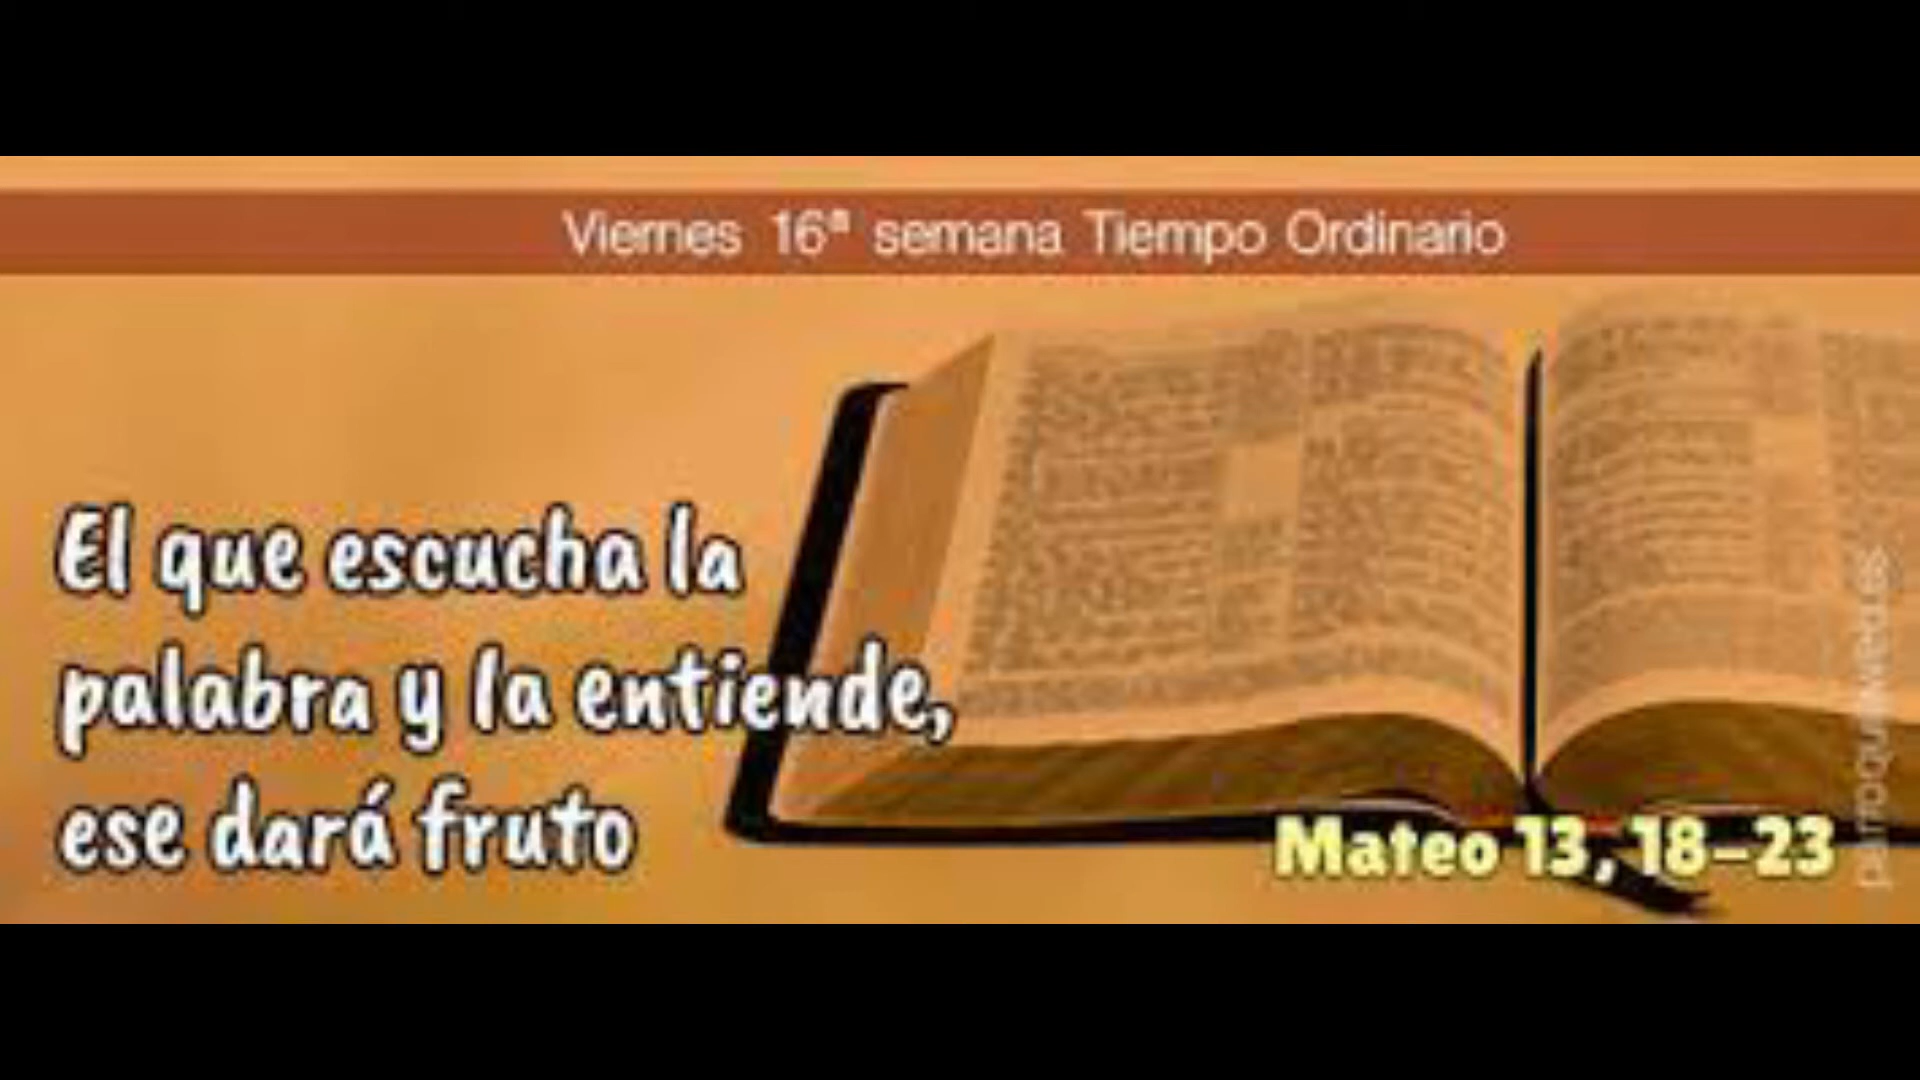 Viernes 16ª semana Tiempo Ordinario
El que escucha la
palabra y la entiende,
ese dará fruto
Mateo 13, 18-23